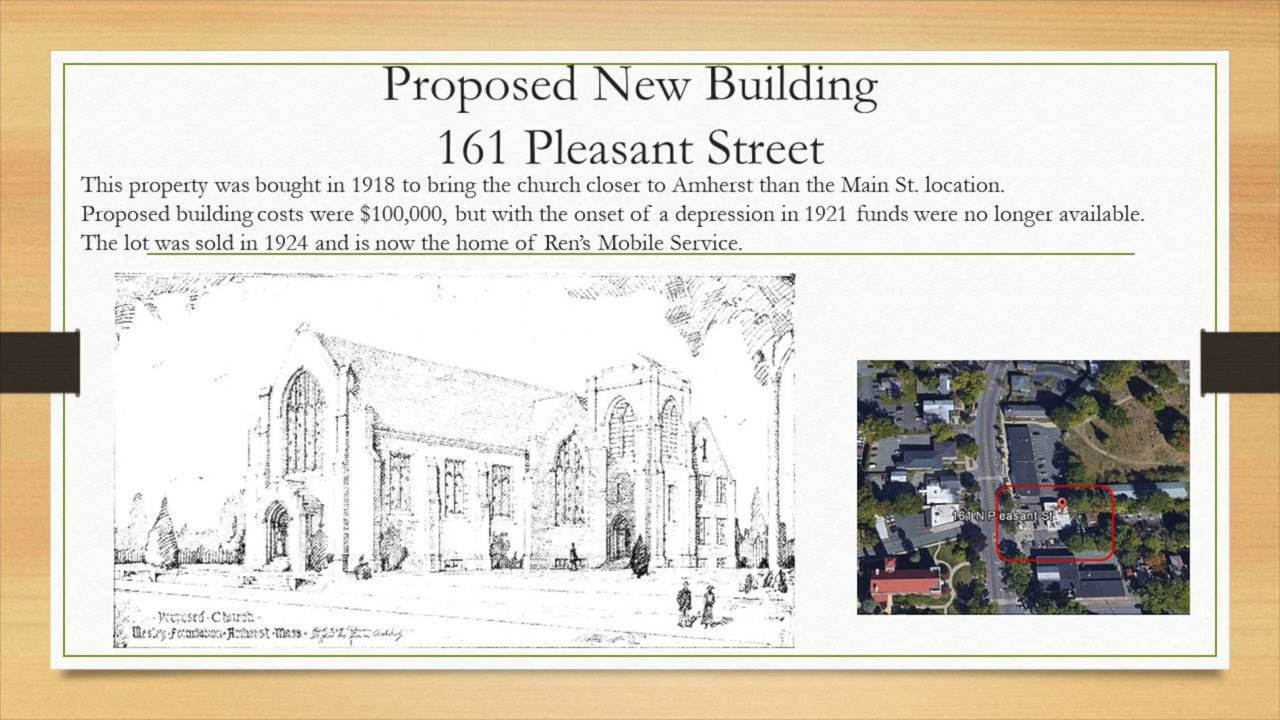 Proposed New Building
161 Pleasant Street
This property was bought in 1918 to bring the church closer to Amherst than the Main St. location.
Proposed building costs were $100,000, but with the onset of a depression in 1921 funds were no longer available.
The lot was sold in 1924 and is now the home of Ren's Mobile Service.
161 N Pleasant St
Proposed · Church
Wesley · Foundation · Amherst · Mass ·